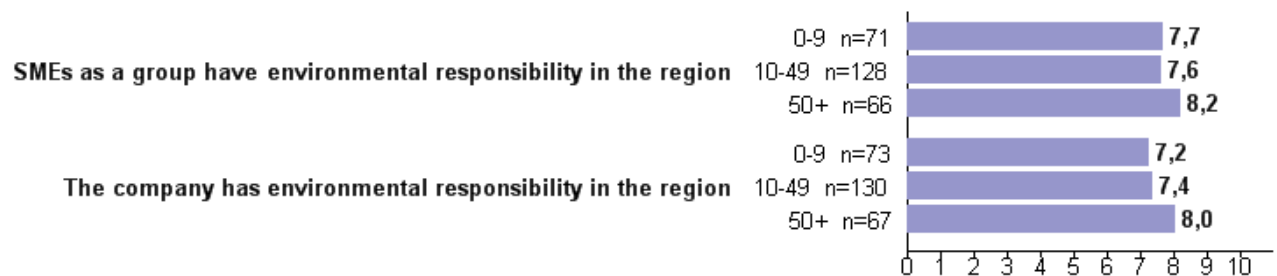 0-9 n=71 7,7
SMEs as a group have environmental responsibility in the region 10-49 n=128 7,6
50+ n=66 8,2
0-9 n=73 7,2
The company has environmental responsibility in the region 10-49 n=130 7,4
50+ n=67 8,0
0 1 2 3 4 5 6 7 8 9 10